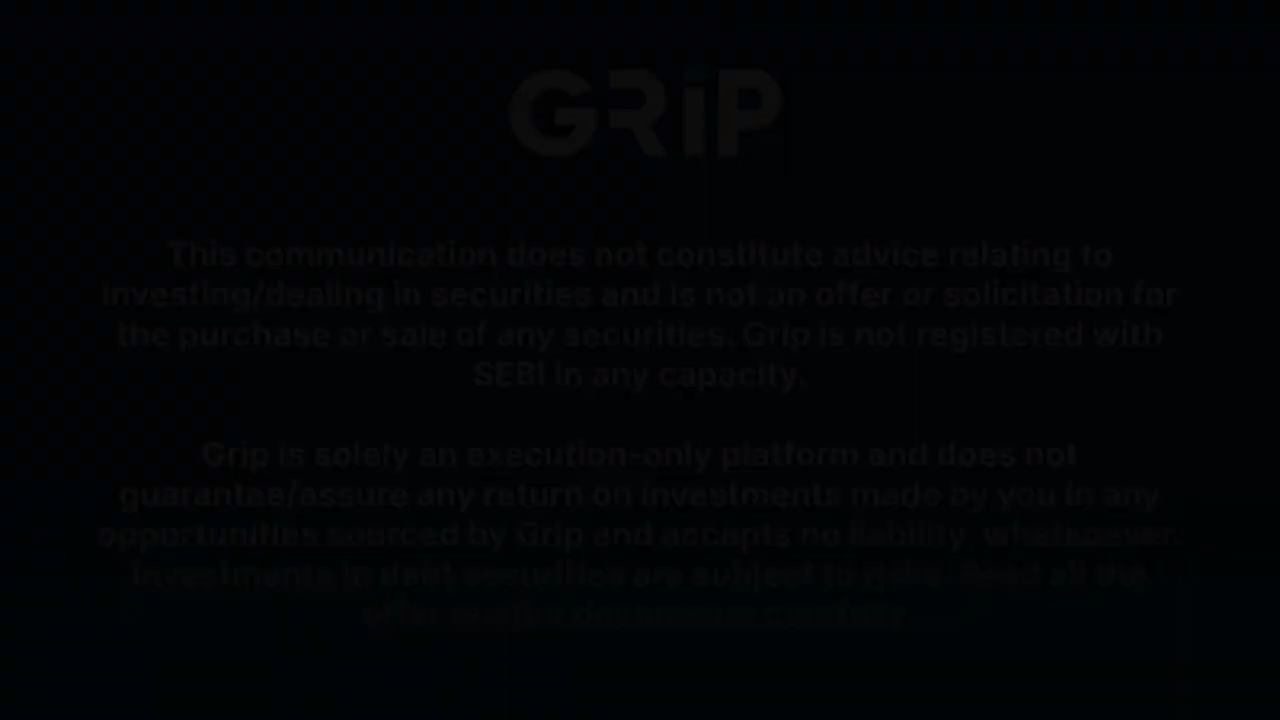 GRiP
This communication does not constitute advice relating to
investing/dealing in securities and is not an offer or solicitation for
the purchase or sale of any securities. Grip is not registered with
SEBI in any capacity.
Grip is solely an execution-only platform and does not
guarantee/assure any return on investments made by you in any
opportunities sourced by Grip and accepts no liability, whatsoever.
Investments in debt securities are subject to risks. Read all the
offer related documents carefully.